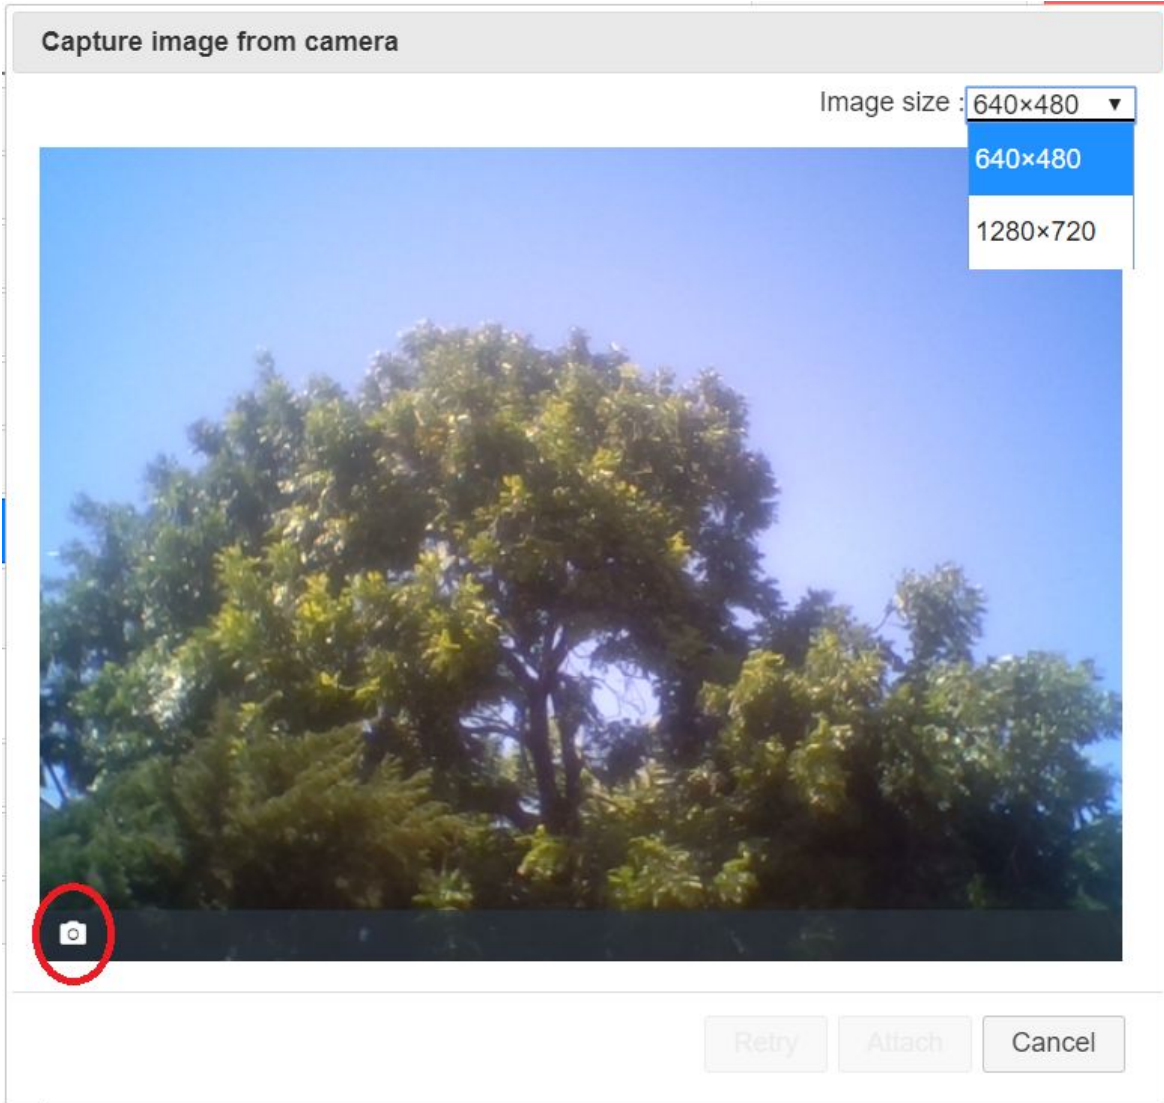 Capture image from camera
Image size : 640×480 ▼
640×480
1280×720
Retry Attach Cancel